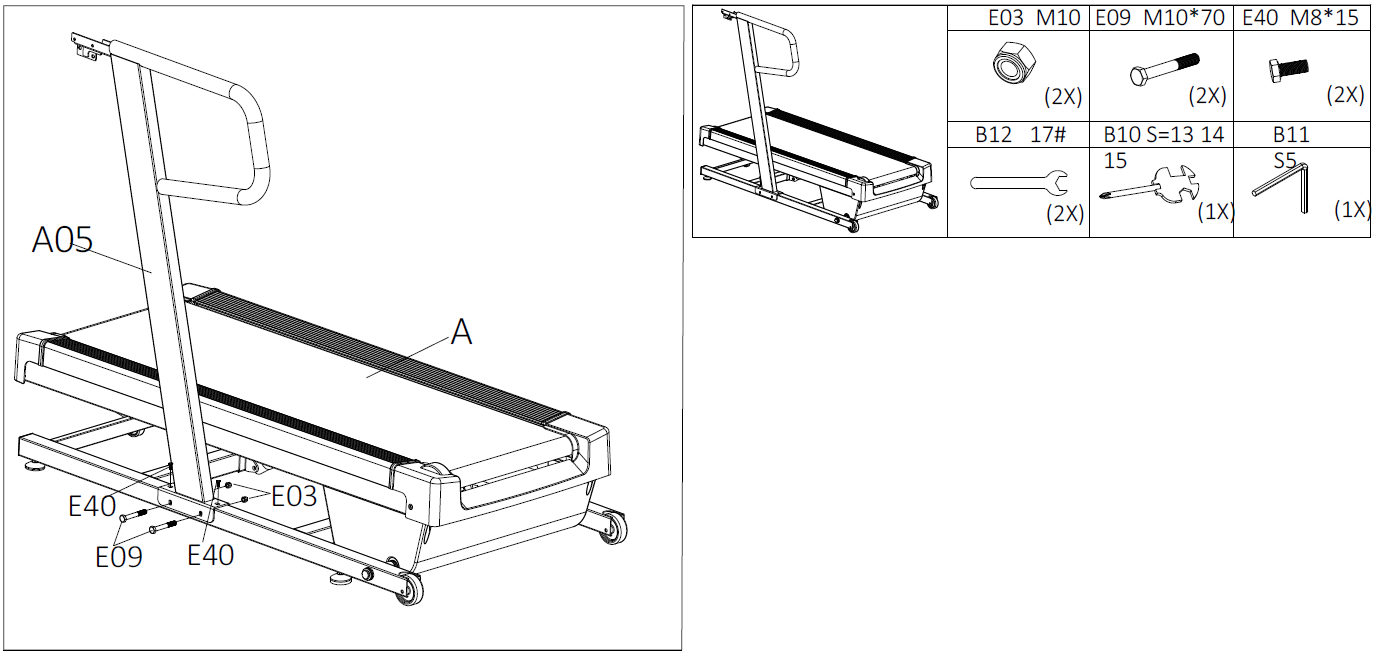 A05
A
E40
E03
E09
E40
E03 M10
E09 M10*70
E40 M8*15
(2X)
(2X)
(2X)
B12 17#
B10 S=13 14
15
B11
S5
(2X)
(1X)
(1X)